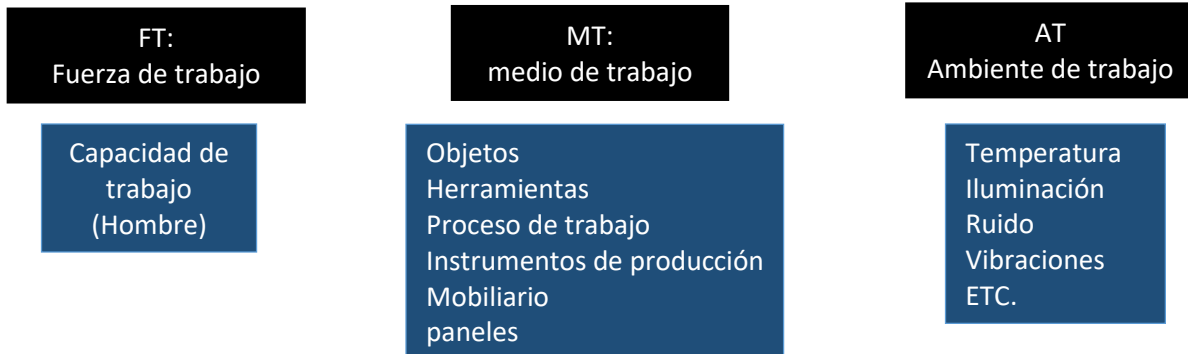 FT:
Fuerza de trabajo
Capacidad de
trabajo
(Hombre)
MT:
medio de trabajo
Objetos
Herramientas
Proceso de trabajo
Instrumentos de producción
Mobiliario
paneles
AT
Ambiente de trabajo
Temperatura
Iluminación
Ruido
Vibraciones
ETC.